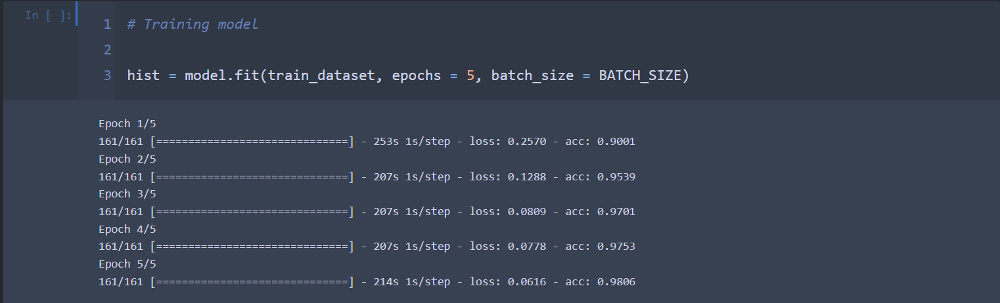 In [ ]:
1 # Training model
2
3 hist = model.fit(train_dataset, epochs = 5, batch_size = BATCH_SIZE)
Epoch 1/5
161/161 [==============================] - 253s 1s/step - loss: 0.2570 - acc: 0.9001
Epoch 2/5
161/161 [==============================] - 207s 1s/step - loss: 0.1288 - acc: 0.9539
Epoch 3/5
161/161 [==============================] - 207s 1s/step - loss: 0.0809 - acc: 0.9701
Epoch 4/5
161/161 [==============================] - 207s 1s/step - loss: 0.0778 - acc: 0.9753
Epoch 5/5
161/161 [==============================] - 214s 1s/step - loss: 0.0616 - acc: 0.9806